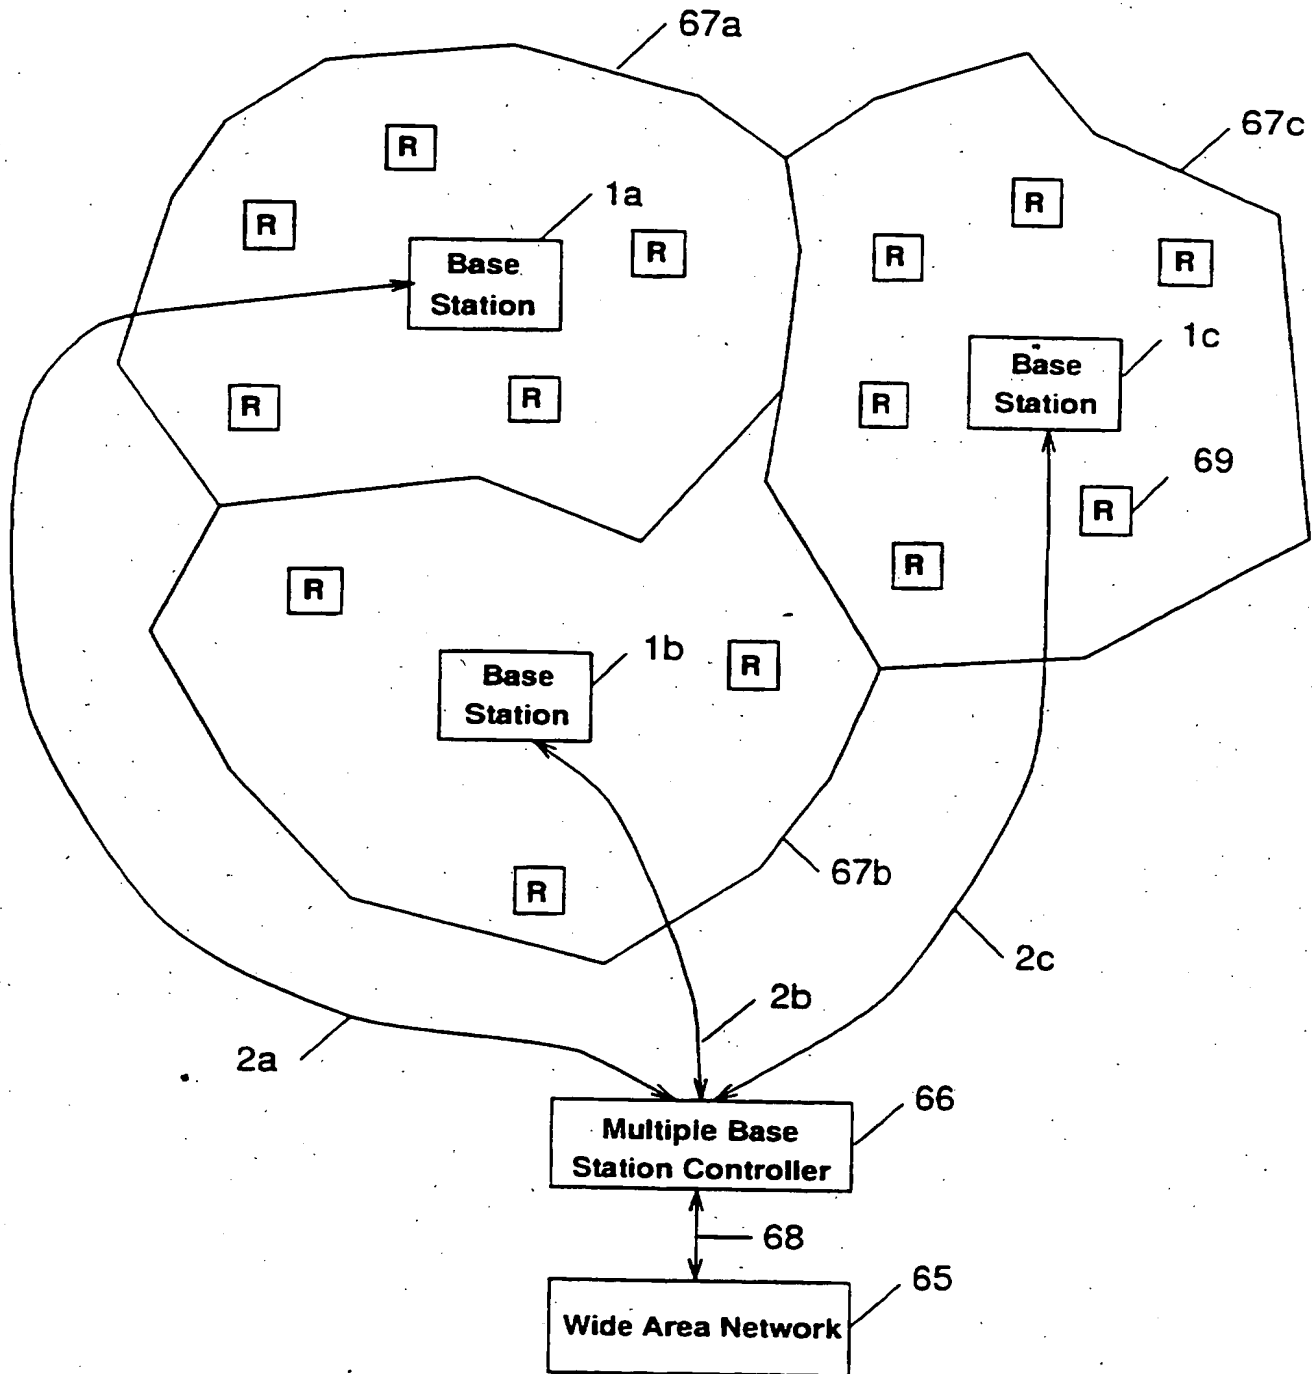 67a
67c
R
R
1a
R
R
R
R
Base
Station
1c
Base
Station
R
R
R
69
R
R
R
1b
R
Base
Station
67b
R
2c
2b
2a
66
Multiple Base
Station Controller
68
65
Wide Area Network